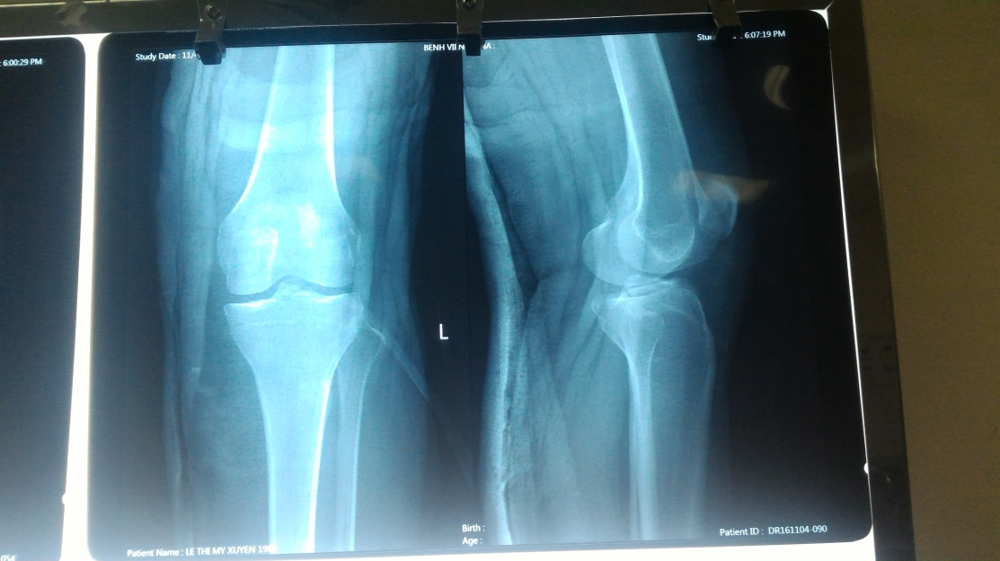 6:00:29 PM
Study Date : 11/
BENH VI
Stu
6:07:19 PM
L
Birth :
Age :
Patient ID : DR161104-090
Patient Name : LE THI MY XUYEN
054